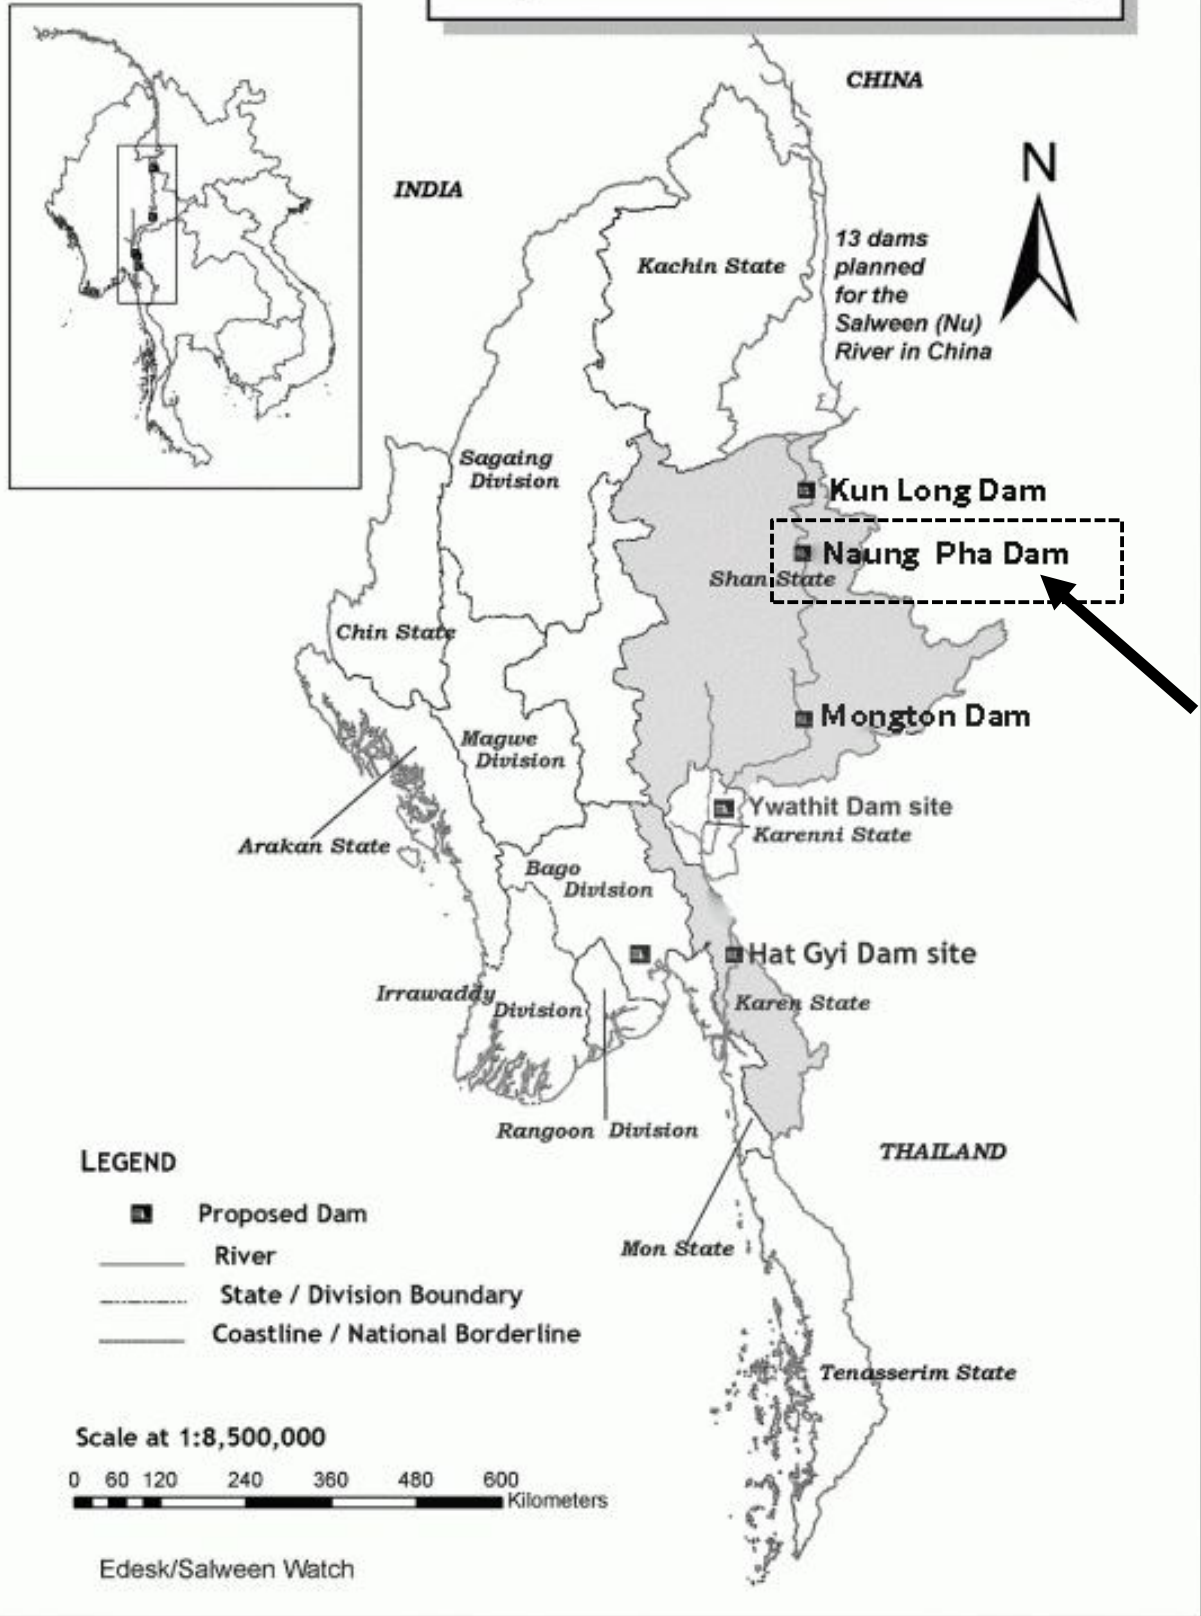 CHINA
N
INDIA
13 dams
planned
for the
Salween (Nu)
River in China
Kachin State
Sagaing
Division
Kun Long Dam
Naung Pha Dam
Shan State
Chin State
Mongton Dam
Magwe
Division
Ywathit Dam site
Karenni State
Arakan State
Bago
Division
Hat Gyi Dam site
Irrawaddy
Division
Karen State
Rangoon Division
THAILAND
LEGEND
Proposed Dam
River
State / Division Boundary
Coastline / National Borderline
Mon State
Tenasserim State
Scale at 1:8,500,000
0 60 120 240 360 480 600
Kilometers
Edesk/Salween Watch